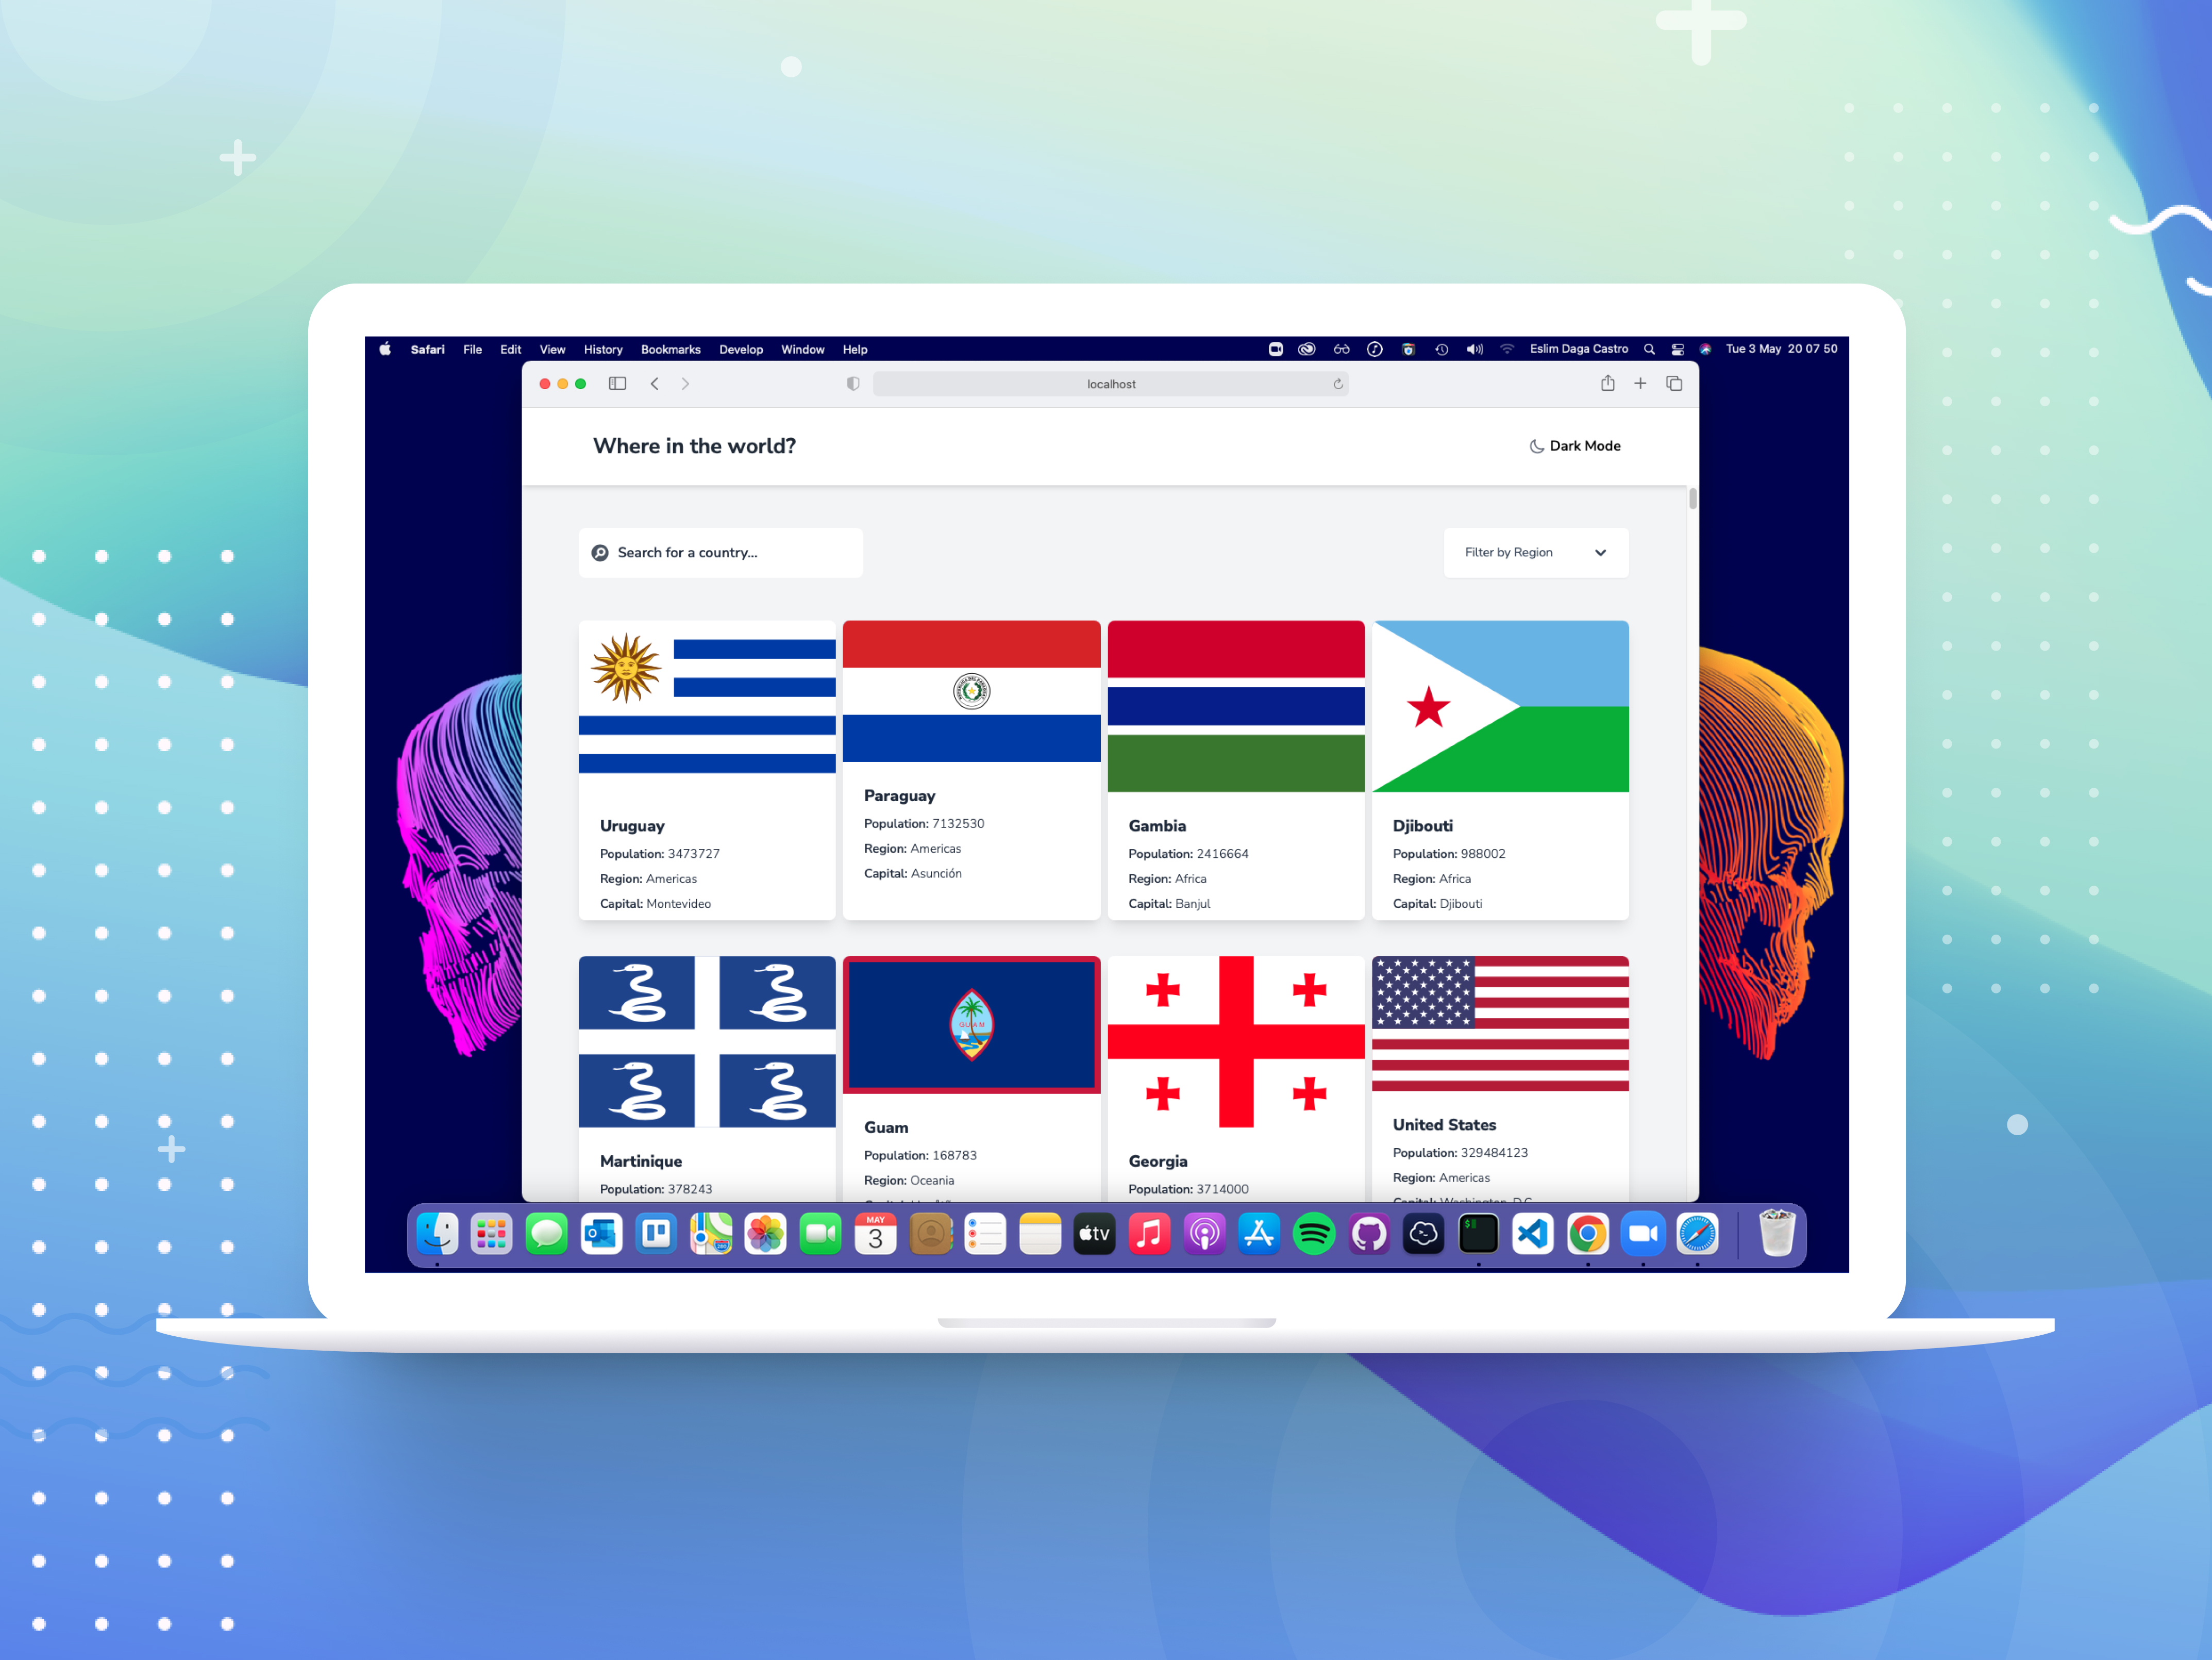 Safari File Edit View History Bookmarks Develop Window Help Eslim Daga Castro Tue 3 May 20 07 50
localhost
Where in the world? Dark Mode
Search for a country... Filter by Region
Uruguay
Population: 3473727
Region: Americas
Capital: Montevideo
Paraguay
Population: 7132530
Region: Americas
Capital: Asunción
Gambia
Population: 2416664
Region: Africa
Capital: Banjul
Djibouti
Population: 988002
Region: Africa
Capital: Djibouti
GUAM
Martinique
Population: 378243
Guam
Population: 168783
Region: Oceania
Georgia
Population: 3714000
United States
Population: 329484123
Region: Americas
MAY
3
tv